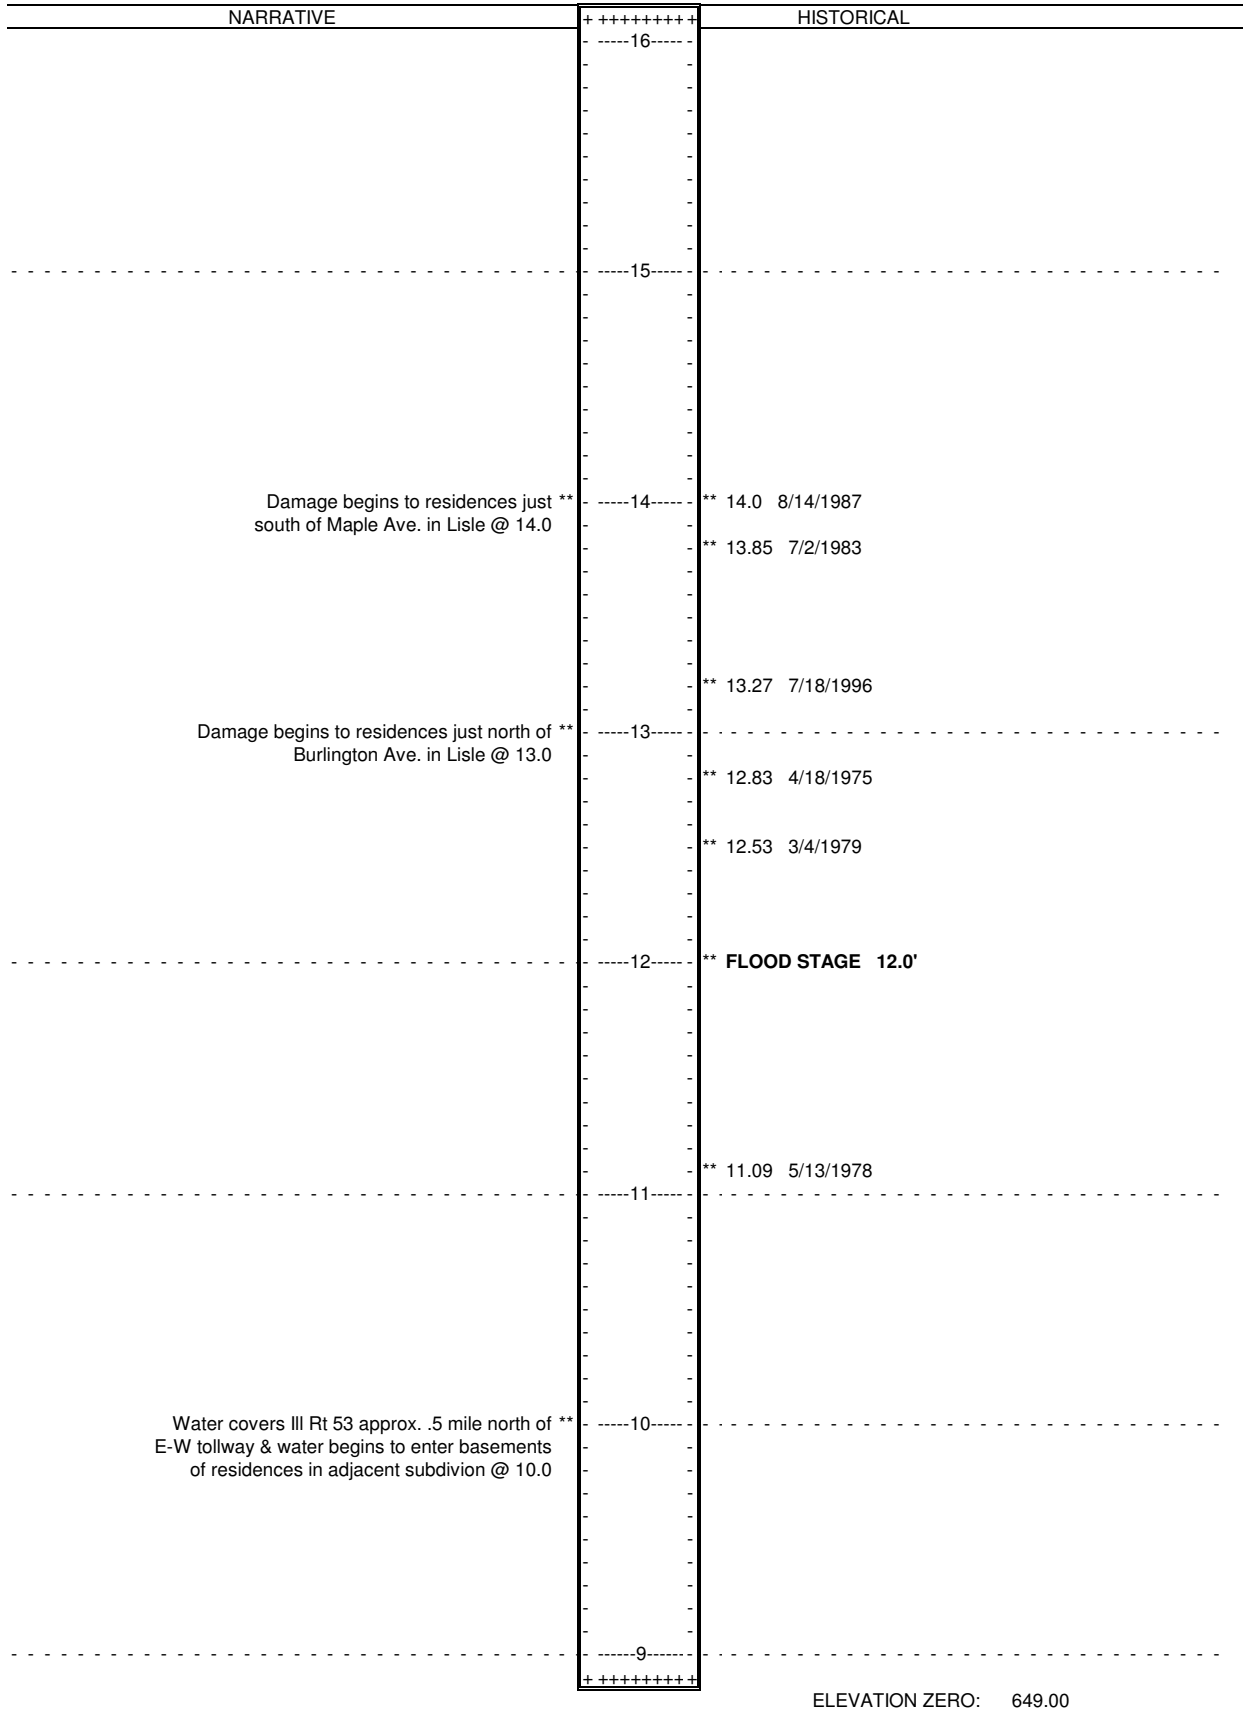 NARRATIVE + ++++++++ + HISTORICAL
- -----16----- -
- - - - - - - - - - - - - - - - - - - - - - - - - - - - - - - - - - - -----15----- - - - - - - - - - - - - - - - - - - - - - - - - - - - - - - - -
Damage begins to residences just ** - -----14----- - ** 14.0 8/14/1987
south of Maple Ave. in Lisle @ 14.0
** 13.85 7/2/1983
** 13.27 7/18/1996
Damage begins to residences just north of ** - -----13----- - - - - - - - - - - - - - - - - - - - - - - - - - - - - - - - -
Burlington Ave. in Lisle @ 13.0
** 12.83 4/18/1975
** 12.53 3/4/1979
- - - - - - - - - - - - - - - - - - - - - - - - - - - - - - - - - - - -----12----- - ** FLOOD STAGE 12.0'
** 11.09 5/13/1978
- - - - - - - - - - - - - - - - - - - - - - - - - - - - - - - - - - - -----11----- - - - - - - - - - - - - - - - - - - - - - - - - - - - - - - - -
Water covers Ill Rt 53 approx. .5 mile north of ** - -----10----- - - - - - - - - - - - - - - - - - - - - - - - - - - - - - - - -
E-W tollway & water begins to enter basements
of residences in adjacent subdivion @ 10.0
- - - - - - - - - - - - - - - - - - - - - - - - - - - - - - - - - - - ------9------ - - - - - - - - - - - - - - - - - - - - - - - - - - - - - - - -
+ ++++++++ +
ELEVATION ZERO: 649.00